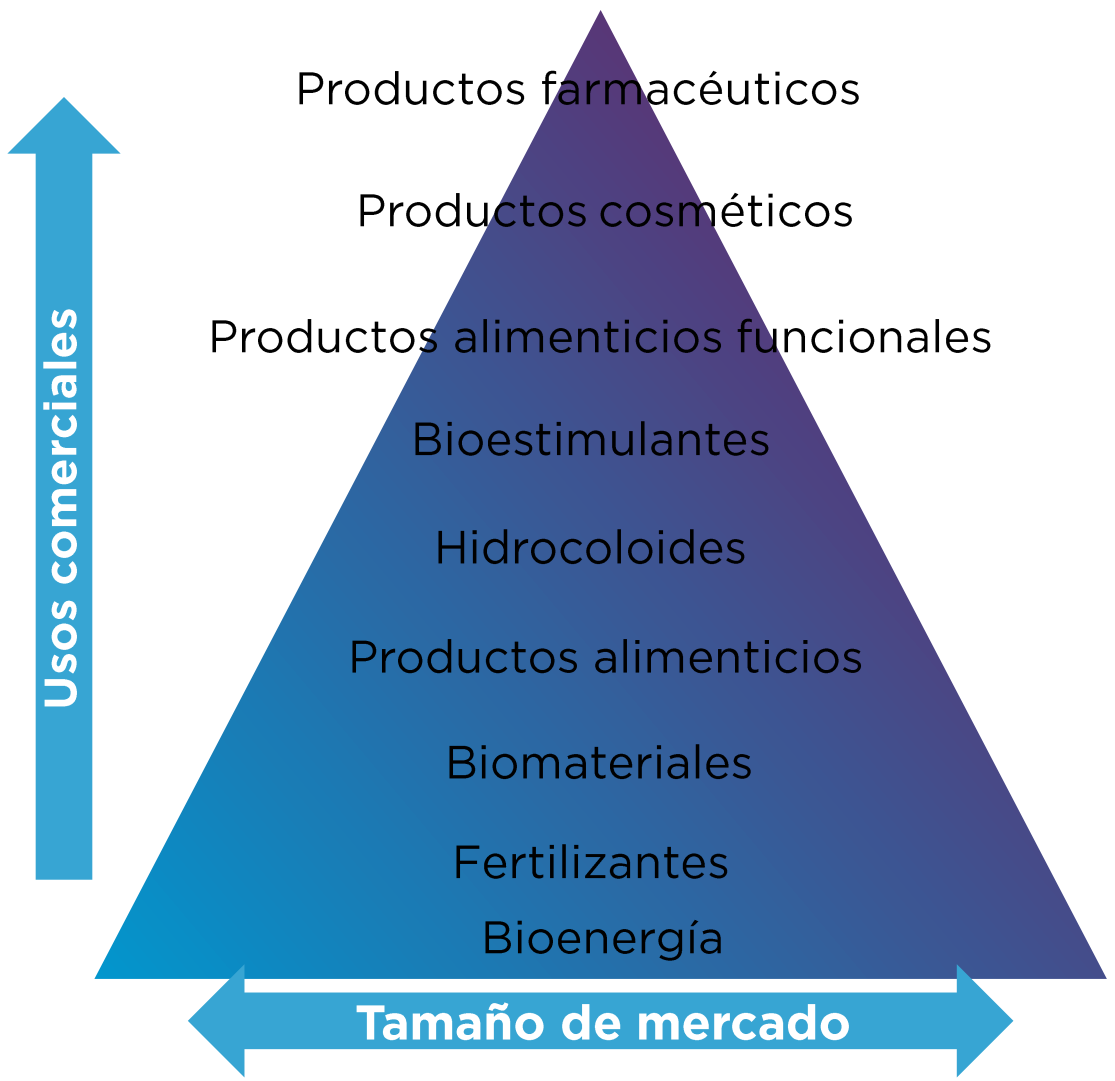 Productos farmacéuticos
Productos cosméticos
Productos alimenticios funcionales
Bioestimulantes
Hidrocoloides
Productos alimenticios
Biomateriales
Fertilizantes
Bioenergía
Usos comerciales
Tamaño de mercado